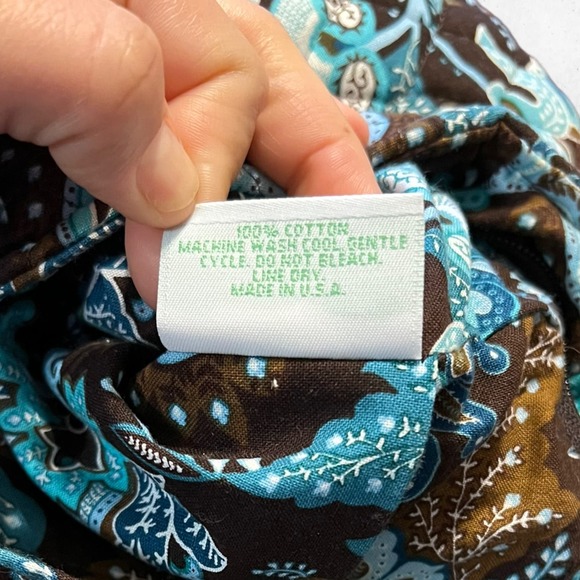 100% COTTON
MACHINE WASH COOL. GENTLE
CYCLE. DO NOT BLEACH.
LINE DRY.
MADE IN U.S.A.